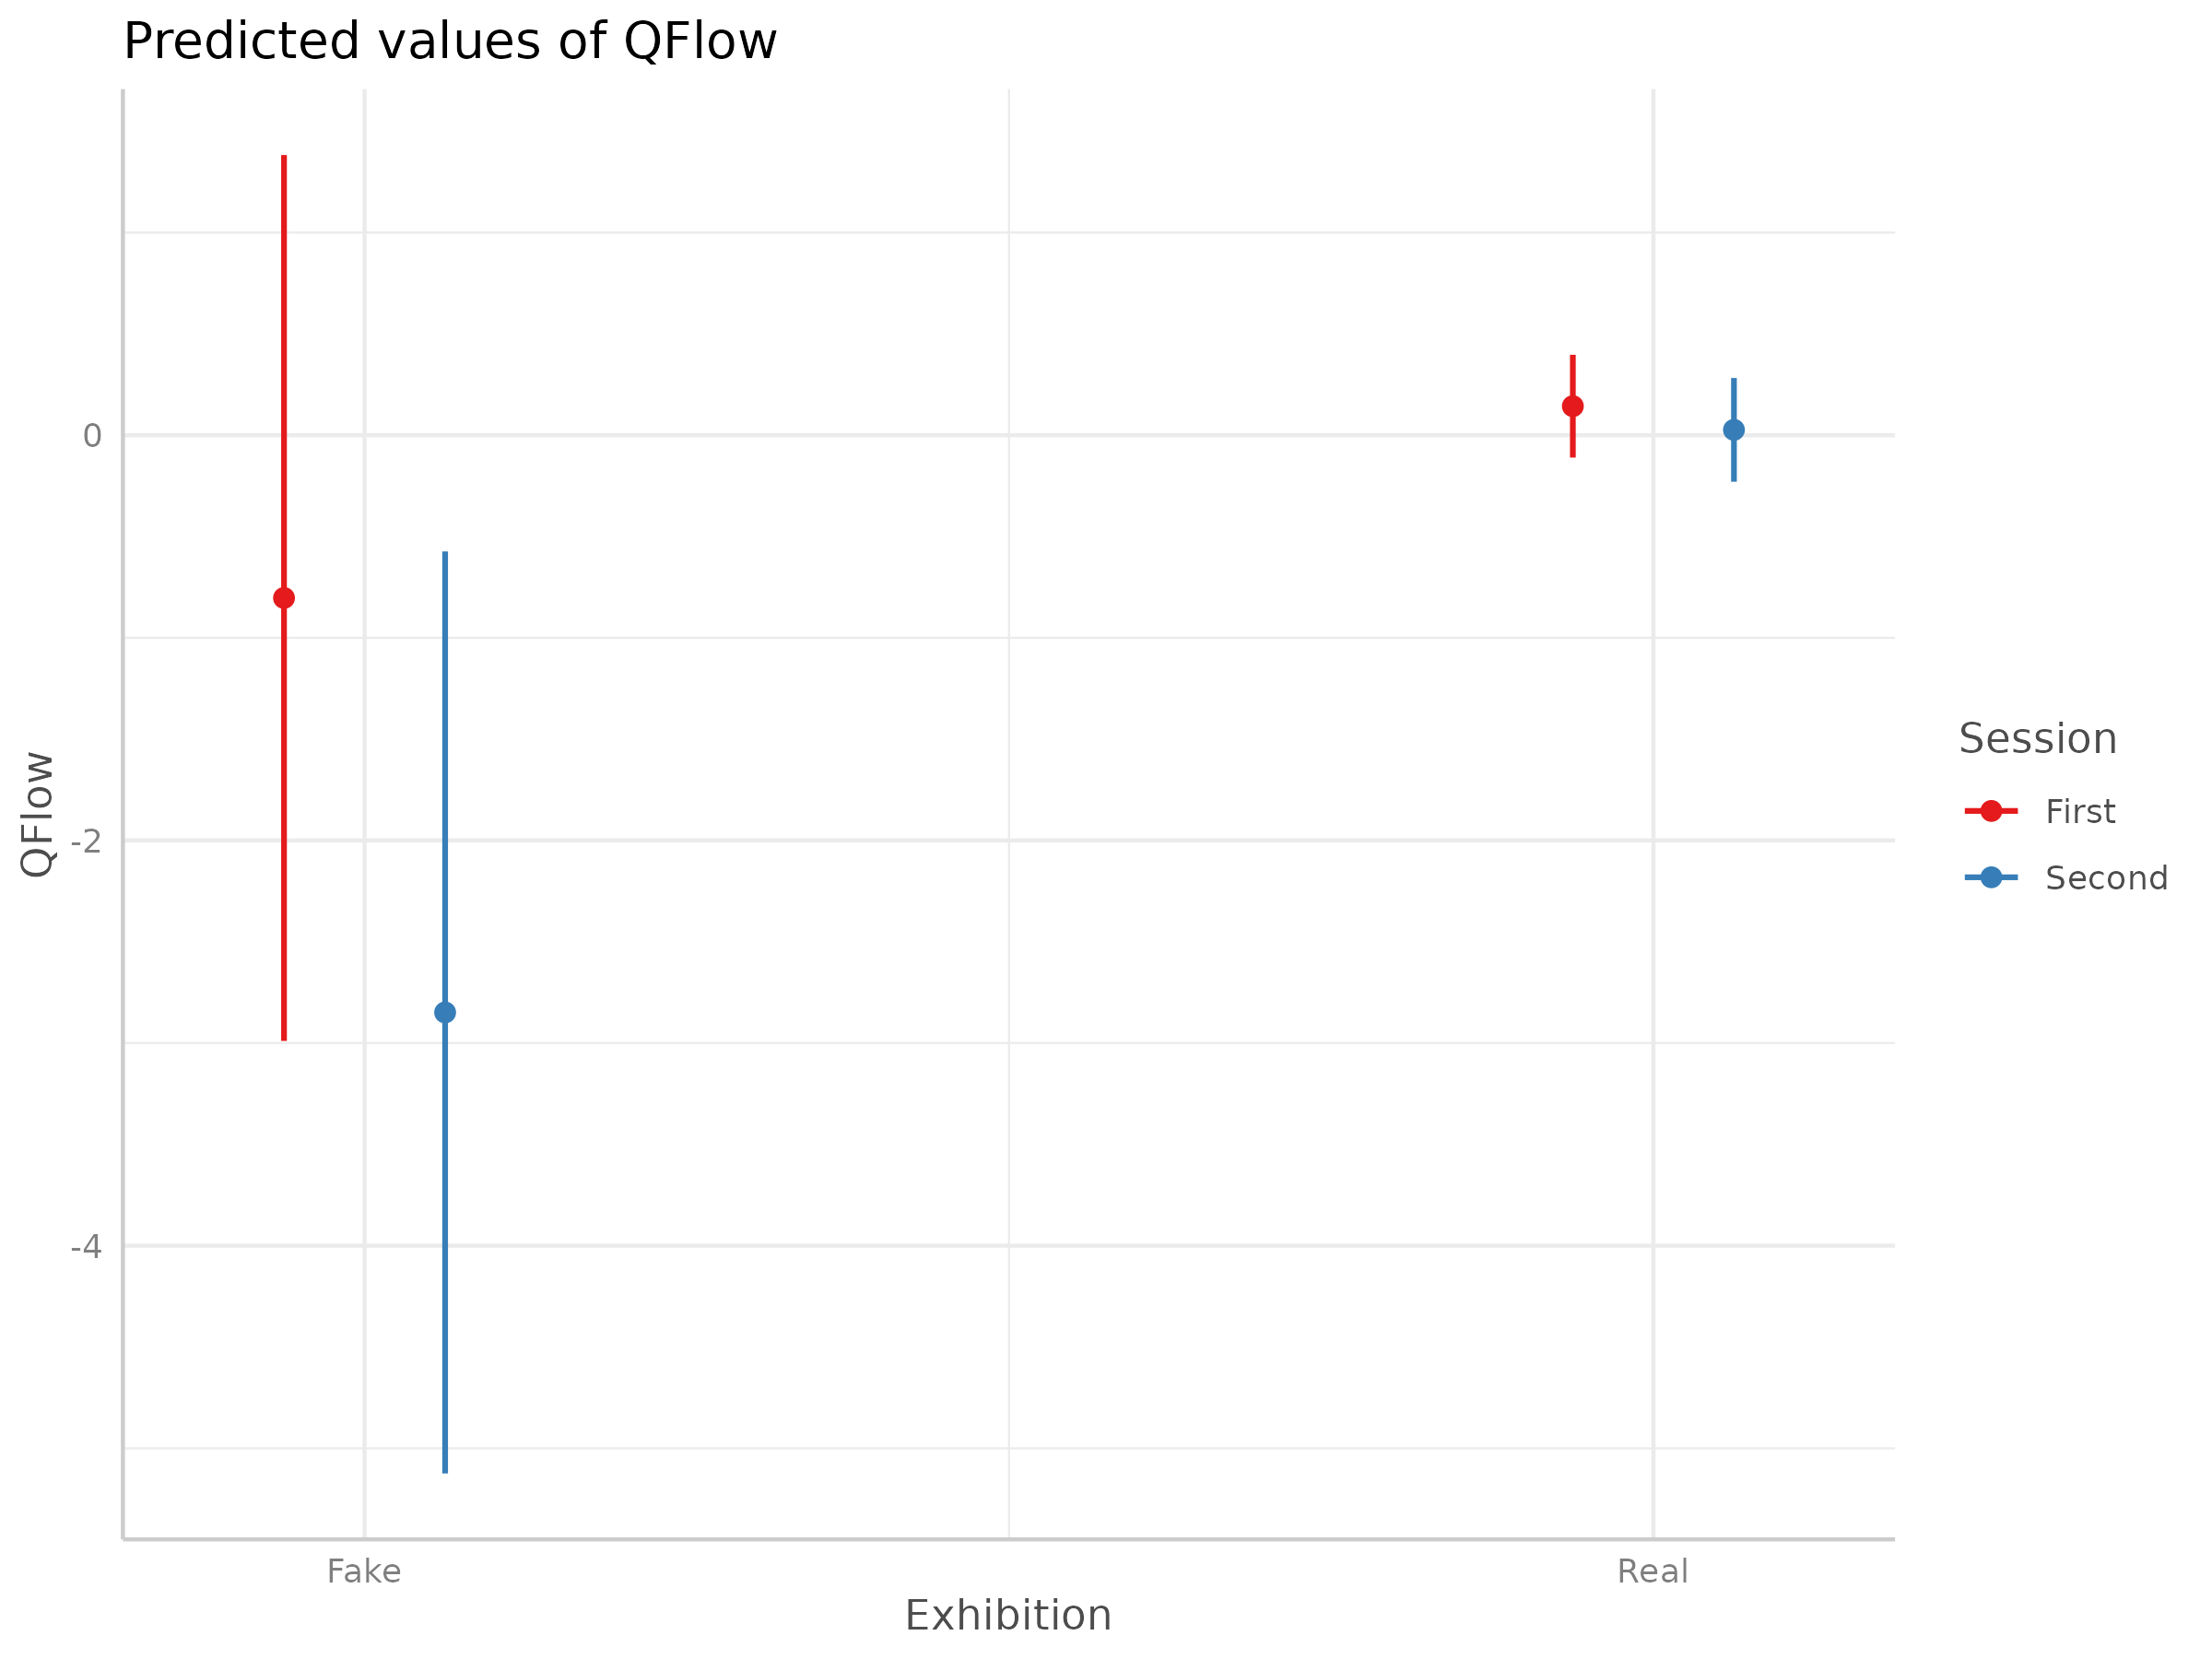 Predicted values of QFlow
QFlow
0
-2
-4
Fake
Real
Exhibition
Session
First
Second